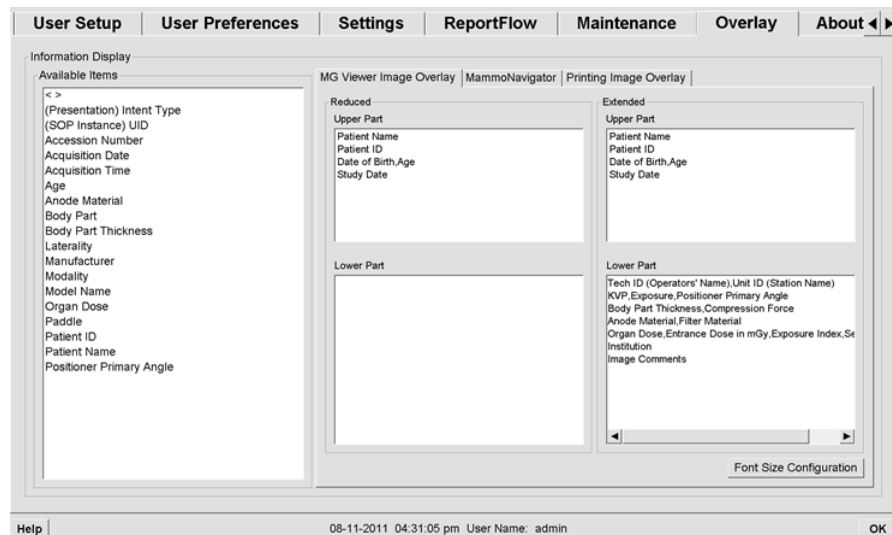 User Setup User Preferences Settings ReportFlow Maintenance Overlay About
Information Display
Available Items
< >
(Presentation) Intent Type
(SOP Instance) UID
Accession Number
Acquisition Date
Acquisition Time
Age
Anode Material
Body Part
Body Part Thickness
Laterality
Manufacturer
Modality
Model Name
Organ Dose
Paddle
Patient ID
Patient Name
Positioner Primary Angle
MG Viewer Image Overlay MammoNavigator Printing Image Overlay
Reduced
Upper Part
Patient Name
Patient ID
Date of Birth,Age
Study Date
Lower Part
Extended
Upper Part
Patient Name
Patient ID
Date of Birth,Age
Study Date
Lower Part
Tech ID (Operators' Name),Unit ID (Station Name)
KVP,Exposure,Positioner Primary Angle
Body Part Thickness,Compression Force
Anode Material,Filter Material
Organ Dose,Entrance Dose in mGy,Exposure Index,Se
Institution
Image Comments
Font Size Configuration
Help 08-11-2011 04:31:05 pm User Name: admin OK